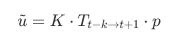 ũ = K · T_{t−k→t+1} · p